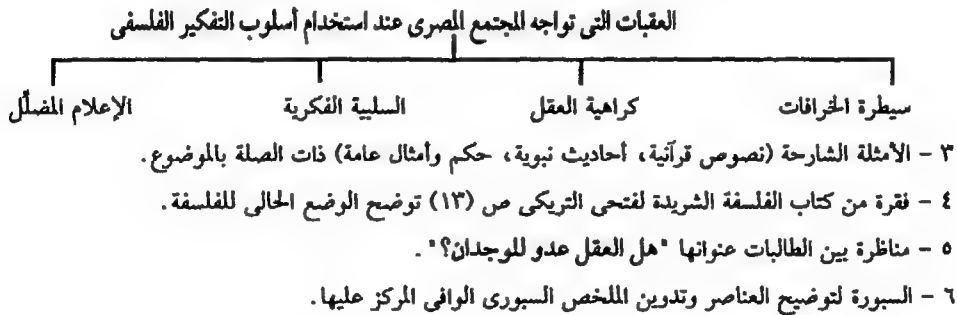 العقبات التى تواجه المجتمع المصرى عند استخدام أسلوب التفكير الفلسفى
سيطرة الخرافات كراهية العقل السلبية الفكرية الإعلام المضلِّل
٣ - الأمثلة الشارحة (نصوص قرآنية، أحاديث نبوية، حكم وأمثال عامة) ذات الصلة بالموضوع.
٤ - فقرة من كتاب الفلسفة الشريدة لفتحى التريكى ص (١٣) توضح الوضع الحالى للفلسفة.
٥ - مناظرة بين الطالبات عنوانها "هل العقل عدو للوجدان؟".
٦ - السبورة لتوضيح العناصر وتدوين الملخص السبورى الوافى المركز عليها.